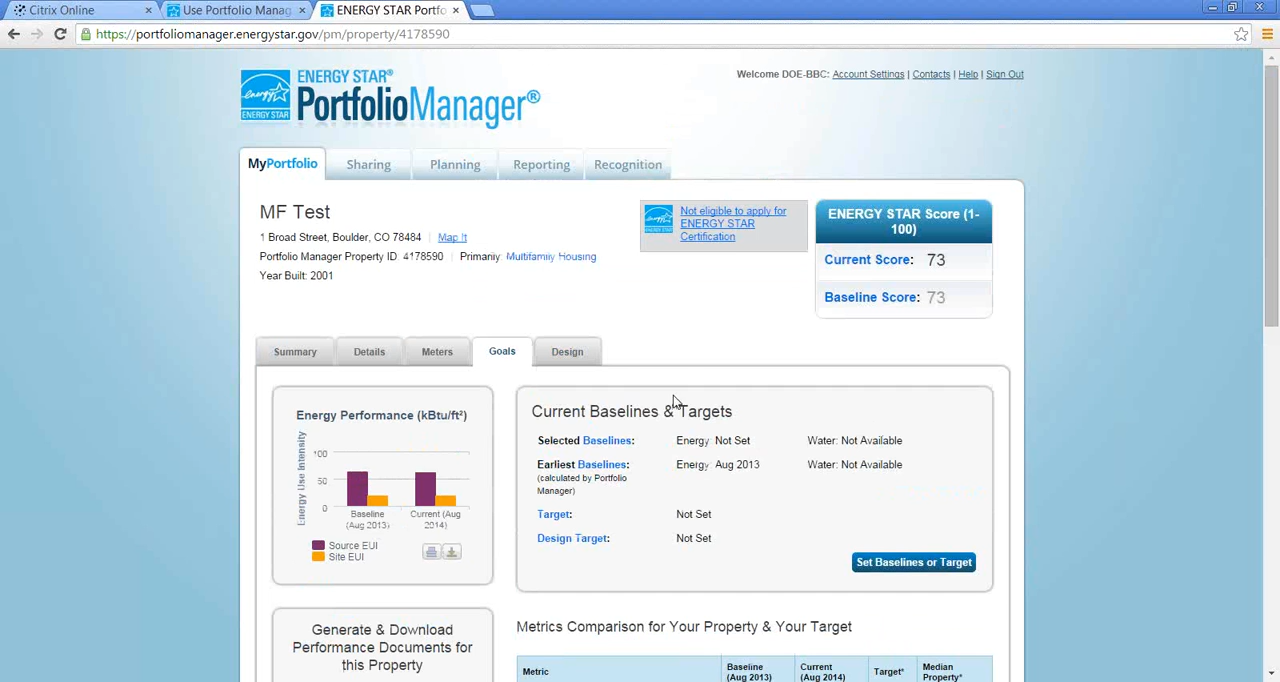 Citrix Online
Use Portfolio Manag
ENERGY STAR Portfo
https://portfoliomanager.energystar.gov/pm/property/4178590
ENERGY STAR
ENERGY STAR®
PortfolioManager®
Welcome DOE-BBC: Account Settings | Contacts | Help | Sign Out
MyPortfolio
Sharing
Planning
Reporting
Recognition
MF Test
1 Broad Street, Boulder, CO 78484 | Map It
Portfolio Manager Property ID 4178590 | Primarily: Multifamily Housing
Year Built: 2001
Not eligible to apply for
ENERGY STAR
Certification
ENERGY STAR Score (1-
100)
Current Score: 73
Baseline Score: 73
Summary
Details
Meters
Goals
Design
Energy Performance (kBtu/ft²)
Energy Use Intensity
100
50
0
Baseline
(Aug 2013)
Current (Aug
2014)
Source EUI
Site EUI
Current Baselines & Targets
Selected Baselines: Energy Not Set Water: Not Available
Earliest Baselines: Energy Aug 2013 Water: Not Available
(calculated by Portfolio
Manager)
Target: Not Set
Design Target: Not Set
Set Baselines or Target
Generate & Download
Performance Documents for
this Property
Metrics Comparison for Your Property & Your Target
Metric
Baseline
(Aug 2013)
Current
(Aug 2014)
Target*
Median
Property*